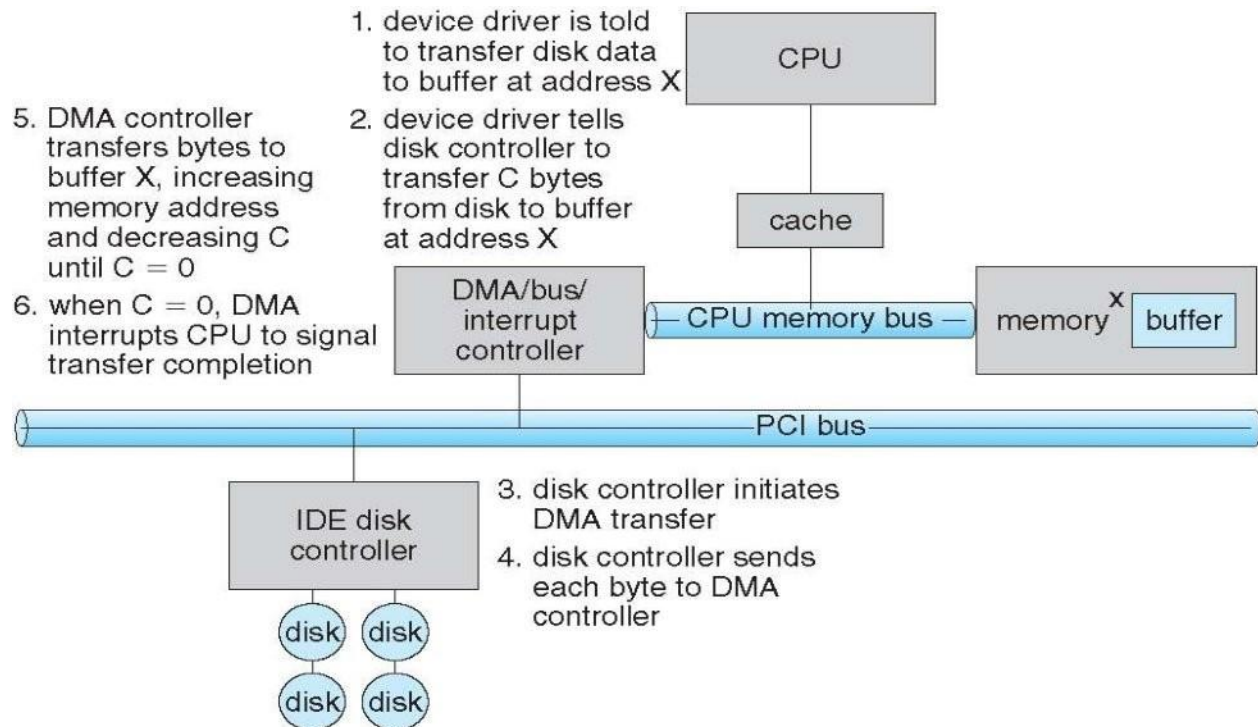 1. device driver is told
to transfer disk data
to buffer at address X
CPU
5. DMA controller
transfers bytes to
buffer X, increasing
memory address
and decreasing C
until C = 0
2. device driver tells
disk controller to
transfer C bytes
from disk to buffer
at address X
cache
6. when C = 0, DMA
interrupts CPU to signal
transfer completion
DMA/bus/
interrupt
controller
CPU memory bus
memory
X
buffer
PCI bus
IDE disk
controller
3. disk controller initiates
DMA transfer
4. disk controller sends
each byte to DMA
controller
disk
disk
disk
disk